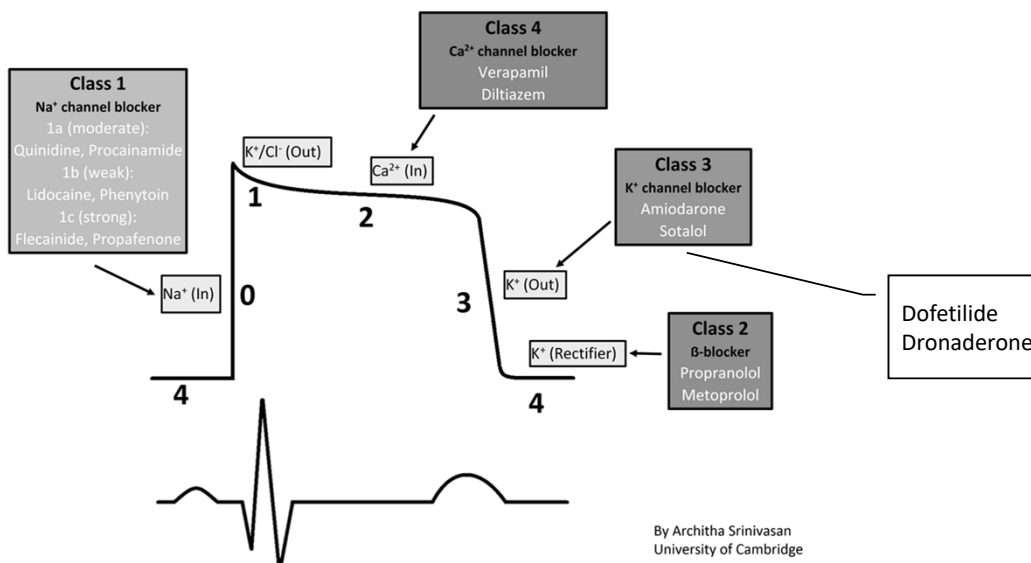 Class 4
Ca²⁺ channel blocker
Verapamil
Diltiazem
Class 1
Na⁺ channel blocker
1a (moderate):
Quinidine, Procainamide
1b (weak):
Lidocaine, Phenytoin
1c (strong):
Flecainide, Propafenone
K⁺/Cl⁻ (Out)
Ca²⁺ (In)
Class 3
K⁺ channel blocker
Amiodarone
Sotalol
1
2
Na⁺ (In)
0
3
K⁺ (Out)
Dofetilide
Dronaderone
Class 2
ß-blocker
Propranolol
Metoprolol
K⁺ (Rectifier)
4
4
By Architha Srinivasan
University of Cambridge